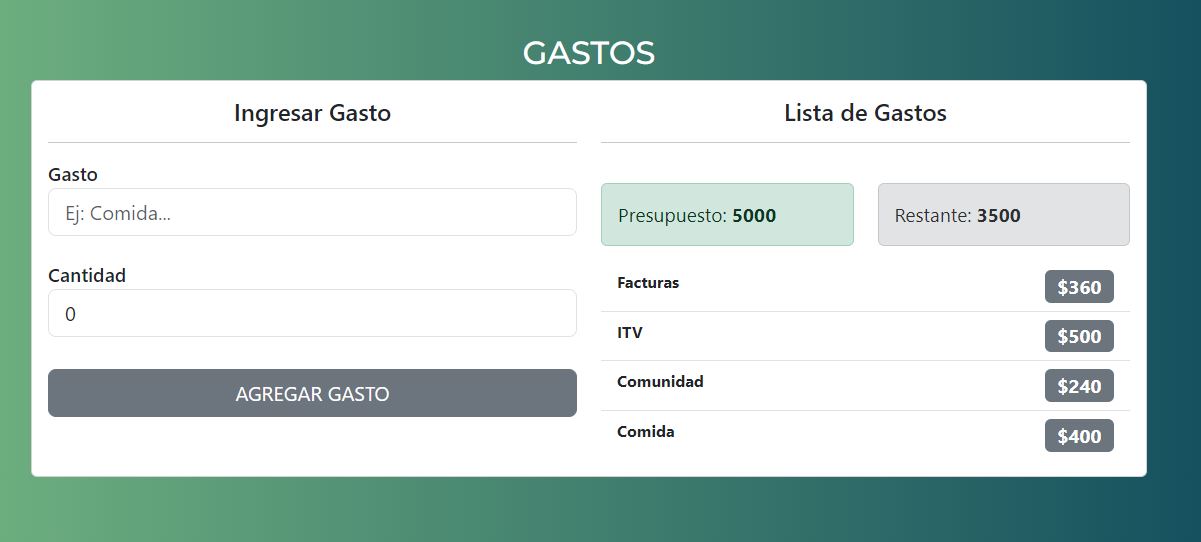 GASTOS
Ingresar Gasto
Gasto
Ej: Comida...
Cantidad
0
AGREGAR GASTO
Lista de Gastos
Presupuesto: 5000
Restante: 3500
Facturas
$360
ITV
$500
Comunidad
$240
Comida
$400